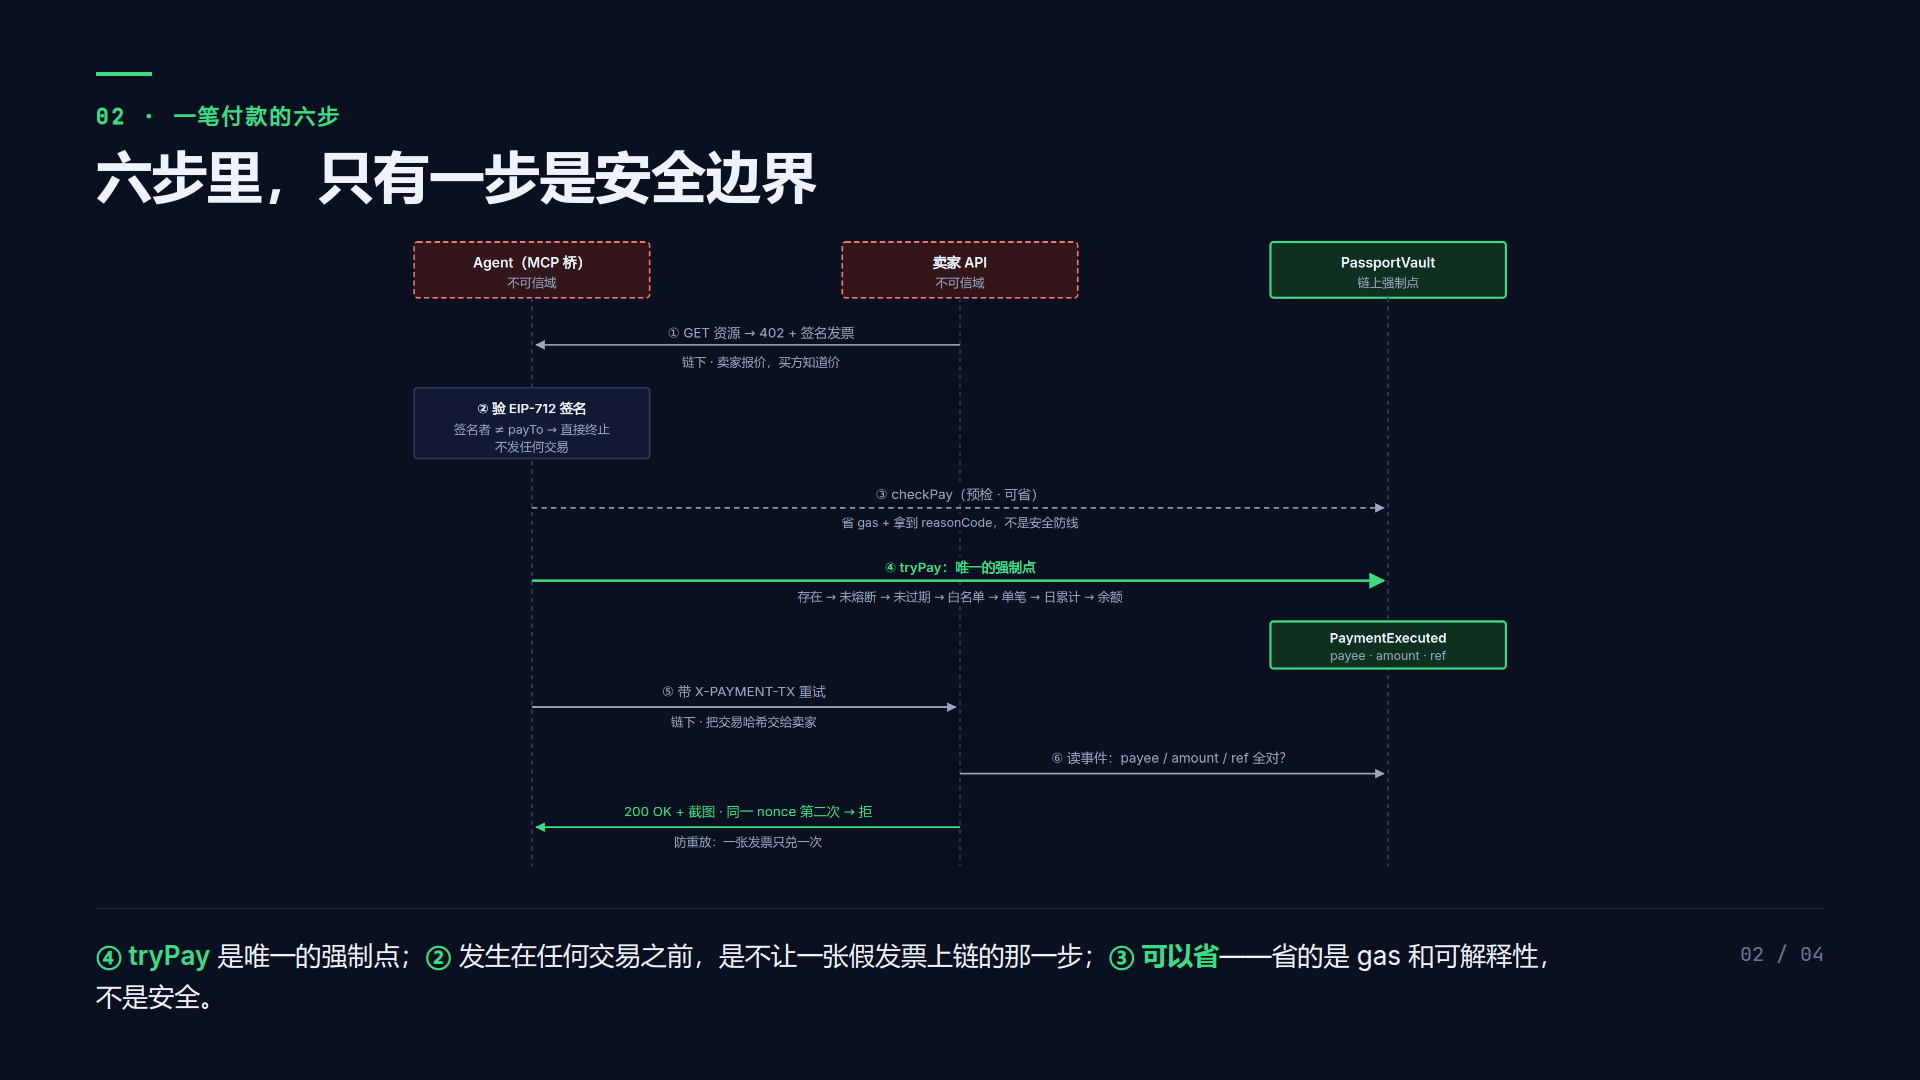 02 · 一笔付款的六步
六步里，只有一步是安全边界
Agent（MCP 桥）
不可信域
卖家 API
不可信域
PassportVault
链上强制点
① GET 资源 → 402 + 签名发票
链下 · 卖家报价，买方知道价
② 验 EIP-712 签名
签名者 ≠ payTo → 直接终止
不发任何交易
③ checkPay（预检 · 可省）
省 gas + 拿到 reasonCode，不是安全防线
④ tryPay：唯一的强制点
存在 → 未熔断 → 未过期 → 白名单 → 单笔 → 日累计 → 余额
PaymentExecuted
payee · amount · ref
⑤ 带 X-PAYMENT-TX 重试
链下 · 把交易哈希交给卖家
⑥ 读事件：payee / amount / ref 全对？
200 OK + 截图 · 同一 nonce 第二次 → 拒
防重放：一张发票只兑一次
④ tryPay 是唯一的强制点；② 发生在任何交易之前，是不让一张假发票上链的那一步；③ 可以省——省的是 gas 和可解释性，
不是安全。
02 / 04